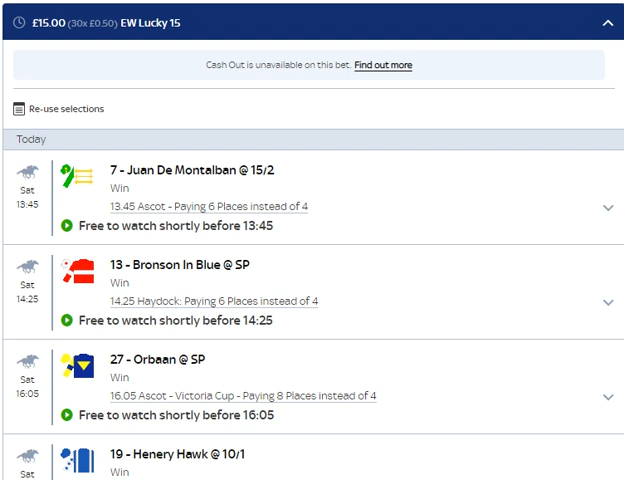 £15.00 (30x £0.50) EW Lucky 15
Cash Out is unavailable on this bet. Find out more
Re-use selections
Today
7 - Juan De Montalban @ 15/2
Sat
Win
13:45
13.45 Ascot - Paying 6 Places instead of 4
Free to watch shortly before 13:45
13 - Bronson In Blue @ SP
Sat
Win
14:25
14.25 Haydock: Paying 6 Places instead of 4
Free to watch shortly before 14:25
27 - Orbaan @ SP
Sat
Win
16:05
16.05 Ascot - Victoria Cup - Paying 8 Places instead of 4
Free to watch shortly before 16:05
19 - Henery Hawk @ 10/1
Sat
Win